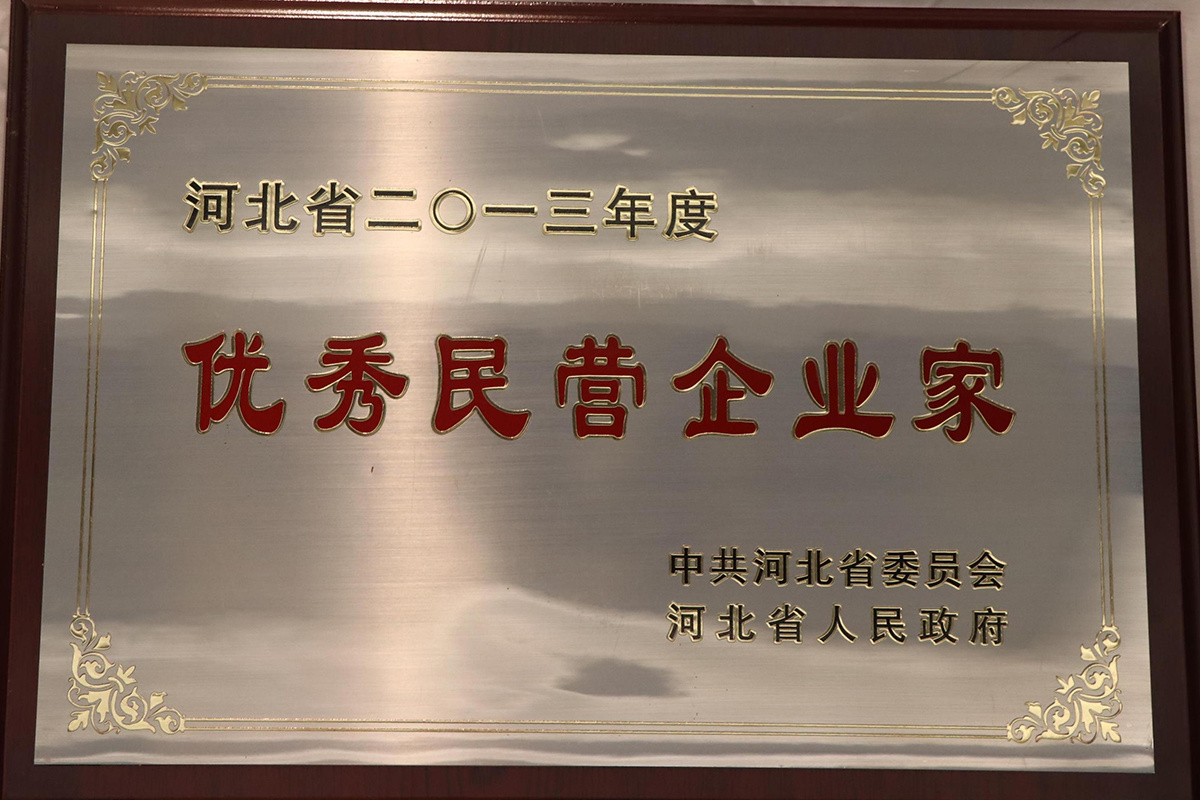 河北省二〇一三年度
优秀民营企业家
中共河北省委员会
河北省人民政府